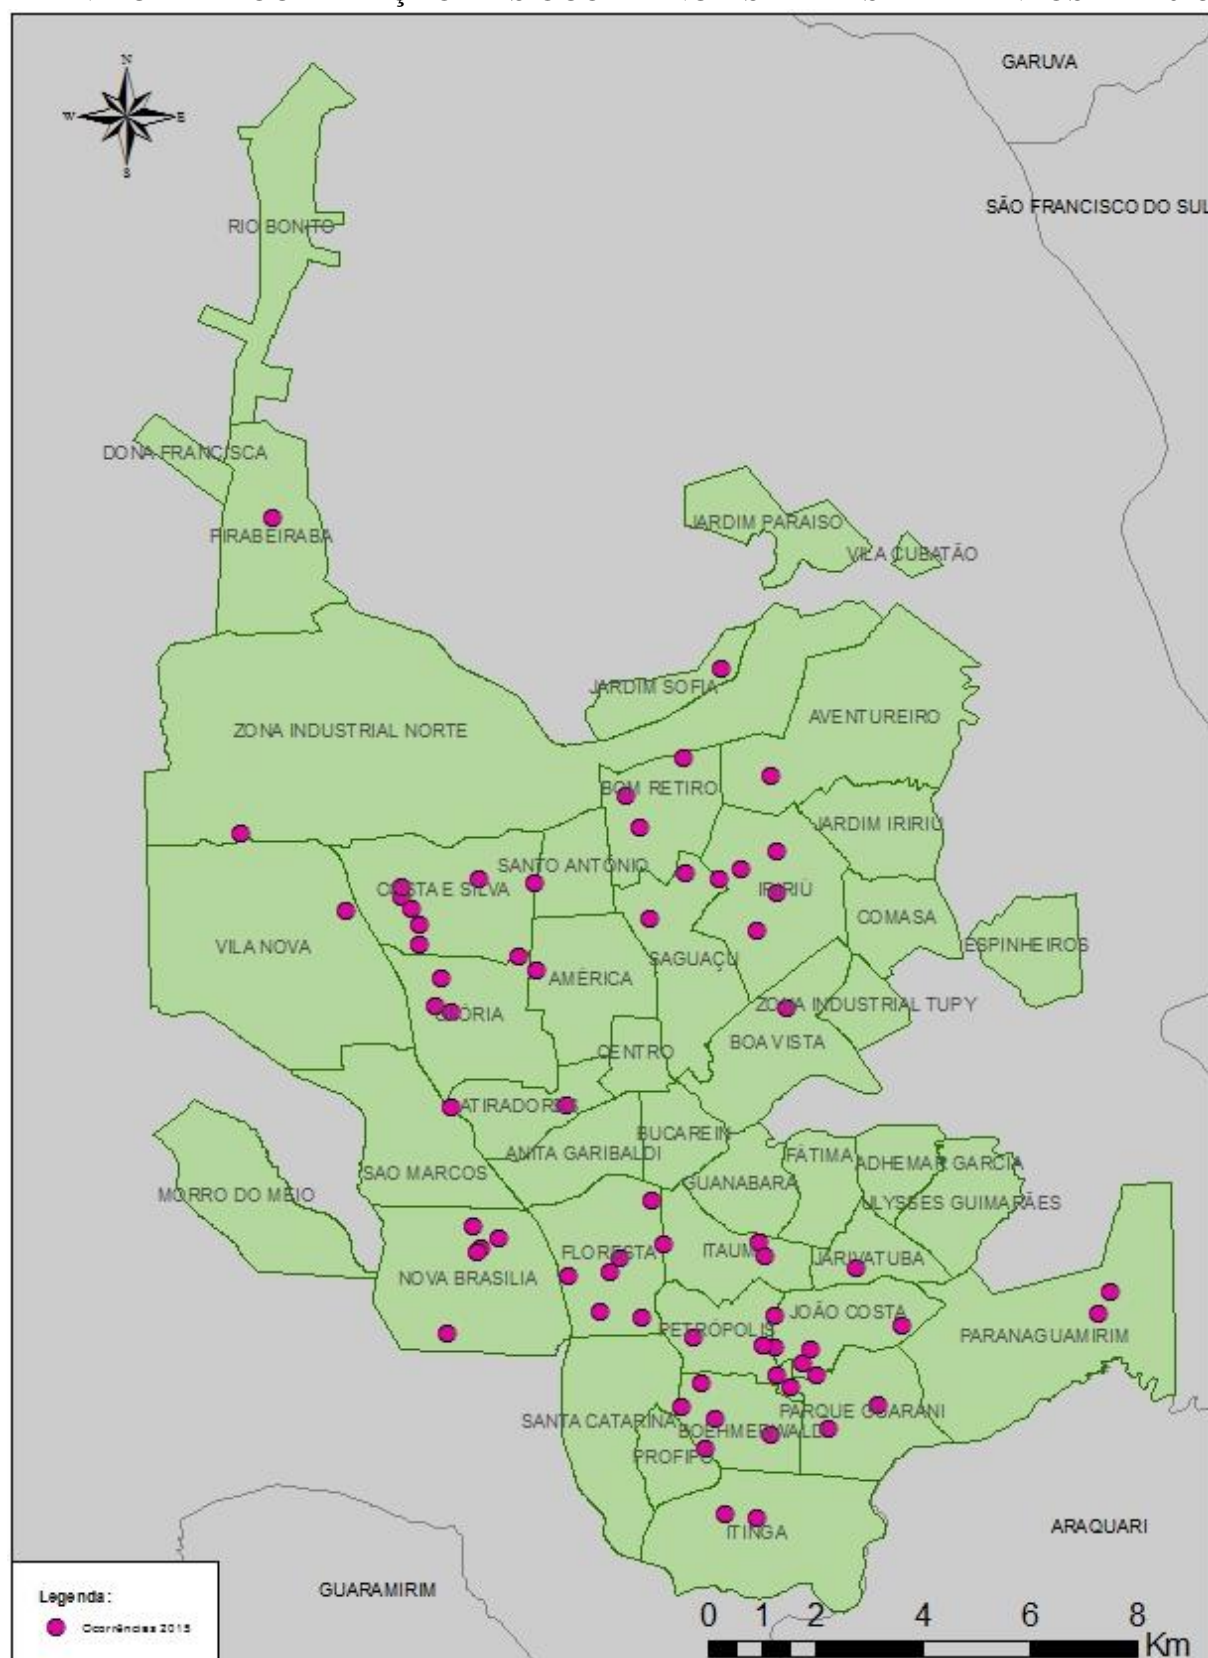 GARUVA
N
W
E
S
SÃO FRANCISCO DO SUL
RIO BONITO
DONA FRANCISCA
JARDIM PARAISO
PIRABEIRABA
VILA CUBATÃO
JARDIM SOFIA
AVENTUREIRO
ZONA INDUSTRIAL NORTE
BOM RETIRO
JARDIM IRIRIÚ
SANTO ANTÔNIO
COSTA E SILVA
IRIRIÚ
COMASA
VILA NOVA
ESPINHEIROS
SAGUAÇU
AMÉRICA
ZONA INDUSTRIAL TUPY
GLÓRIA
BOA VISTA
CENTRO
ATIRADORES
BUCAREIN
ANITA GARIBALDI
FÁTIMA
ADHEMAR GARCIA
SAO MARCOS
GUANABARA
MORRO DO MEIO
ULYSSES GUIMARÃES
FLORESTA
ITAUM
JARIVATUBA
NOVA BRASILIA
JOÃO COSTA
PETRÓPOLIS
PARANAGUAMIRIM
PARQUE GUARANI
SANTA CATARINA
BOEHMERWALD
PROFIPO
ITINGA
ARAQUARI
GUARAMIRIM
Legenda:
Ocorrências 2015
0 1 2 4 6 8
Km